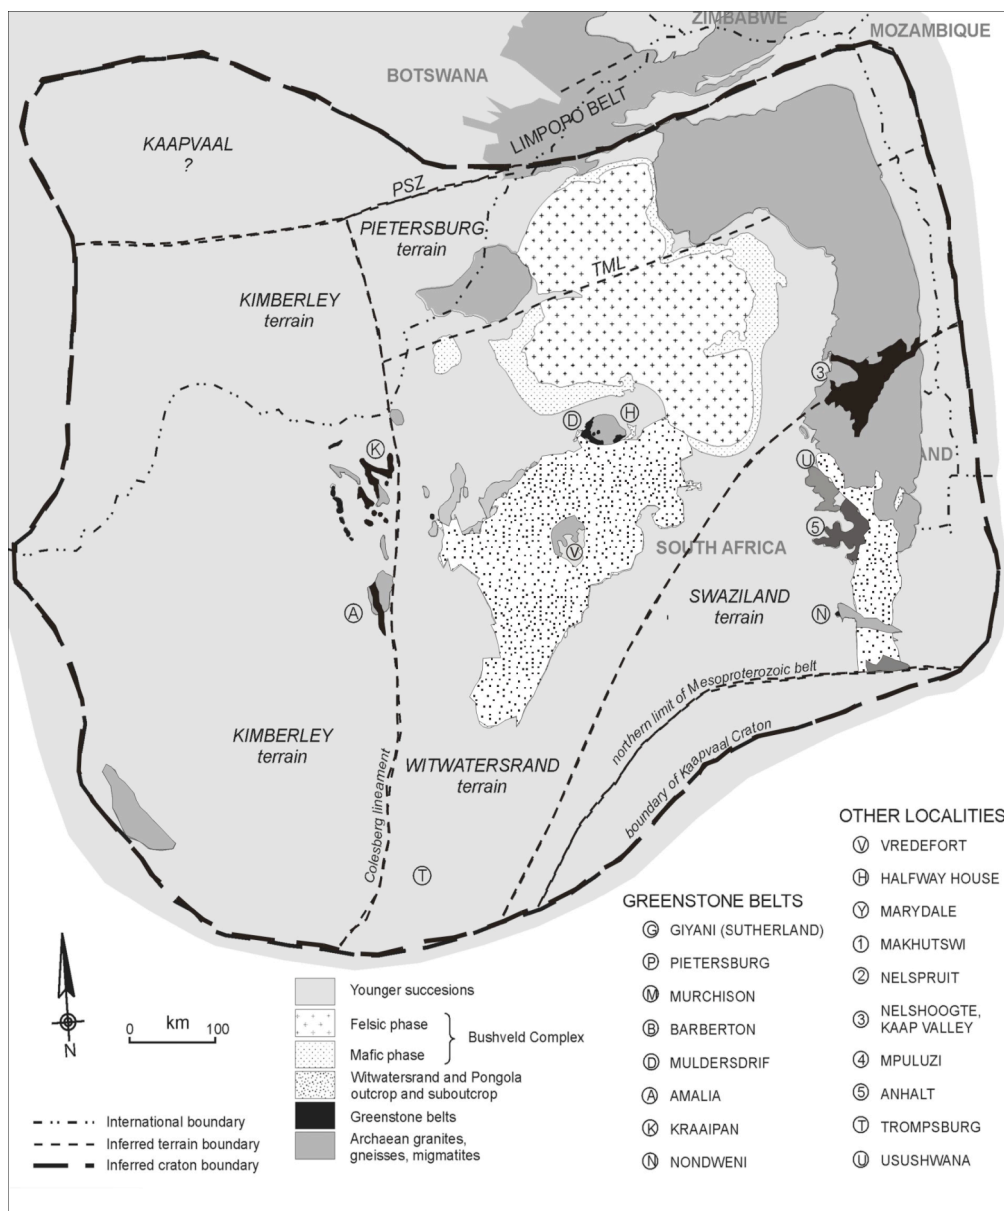 ZIMBABWE
MOZAMBIQUE
BOTSWANA
LIMPOPO BELT
KAAPVAAL
?
PSZ
PIETERSBURG
terrain
TML
KIMBERLEY
terrain
3
D
H
K
U
AND
5
V
SOUTH AFRICA
SWAZILAND
terrain
A
N
northern limit of Mesoproterozoic belt
KIMBERLEY
terrain
WITWATERSRAND
terrain
Colesberg lineament
boundary of Kaapvaal Craton
T
N
km
0 100
International boundary
Inferred terrain boundary
Inferred craton boundary
Younger succesions
Felsic phase
Mafic phase
Bushveld Complex
Witwatersrand and Pongola
outcrop and suboutcrop
Greenstone belts
Archaean granites,
gneisses, migmatites
GREENSTONE BELTS
G GIYANI (SUTHERLAND)
P PIETERSBURG
M MURCHISON
B BARBERTON
D MULDERSDRIF
A AMALIA
K KRAAIPAN
N NONDWENI
OTHER LOCALITIES
V VREDEFORT
H HALFWAY HOUSE
Y MARYDALE
1 MAKHUTSWI
2 NELSPRUIT
3 NELSHOOGTE,
KAAP VALLEY
4 MPULUZI
5 ANHALT
T TROMPSBURG
U USUSHWANA